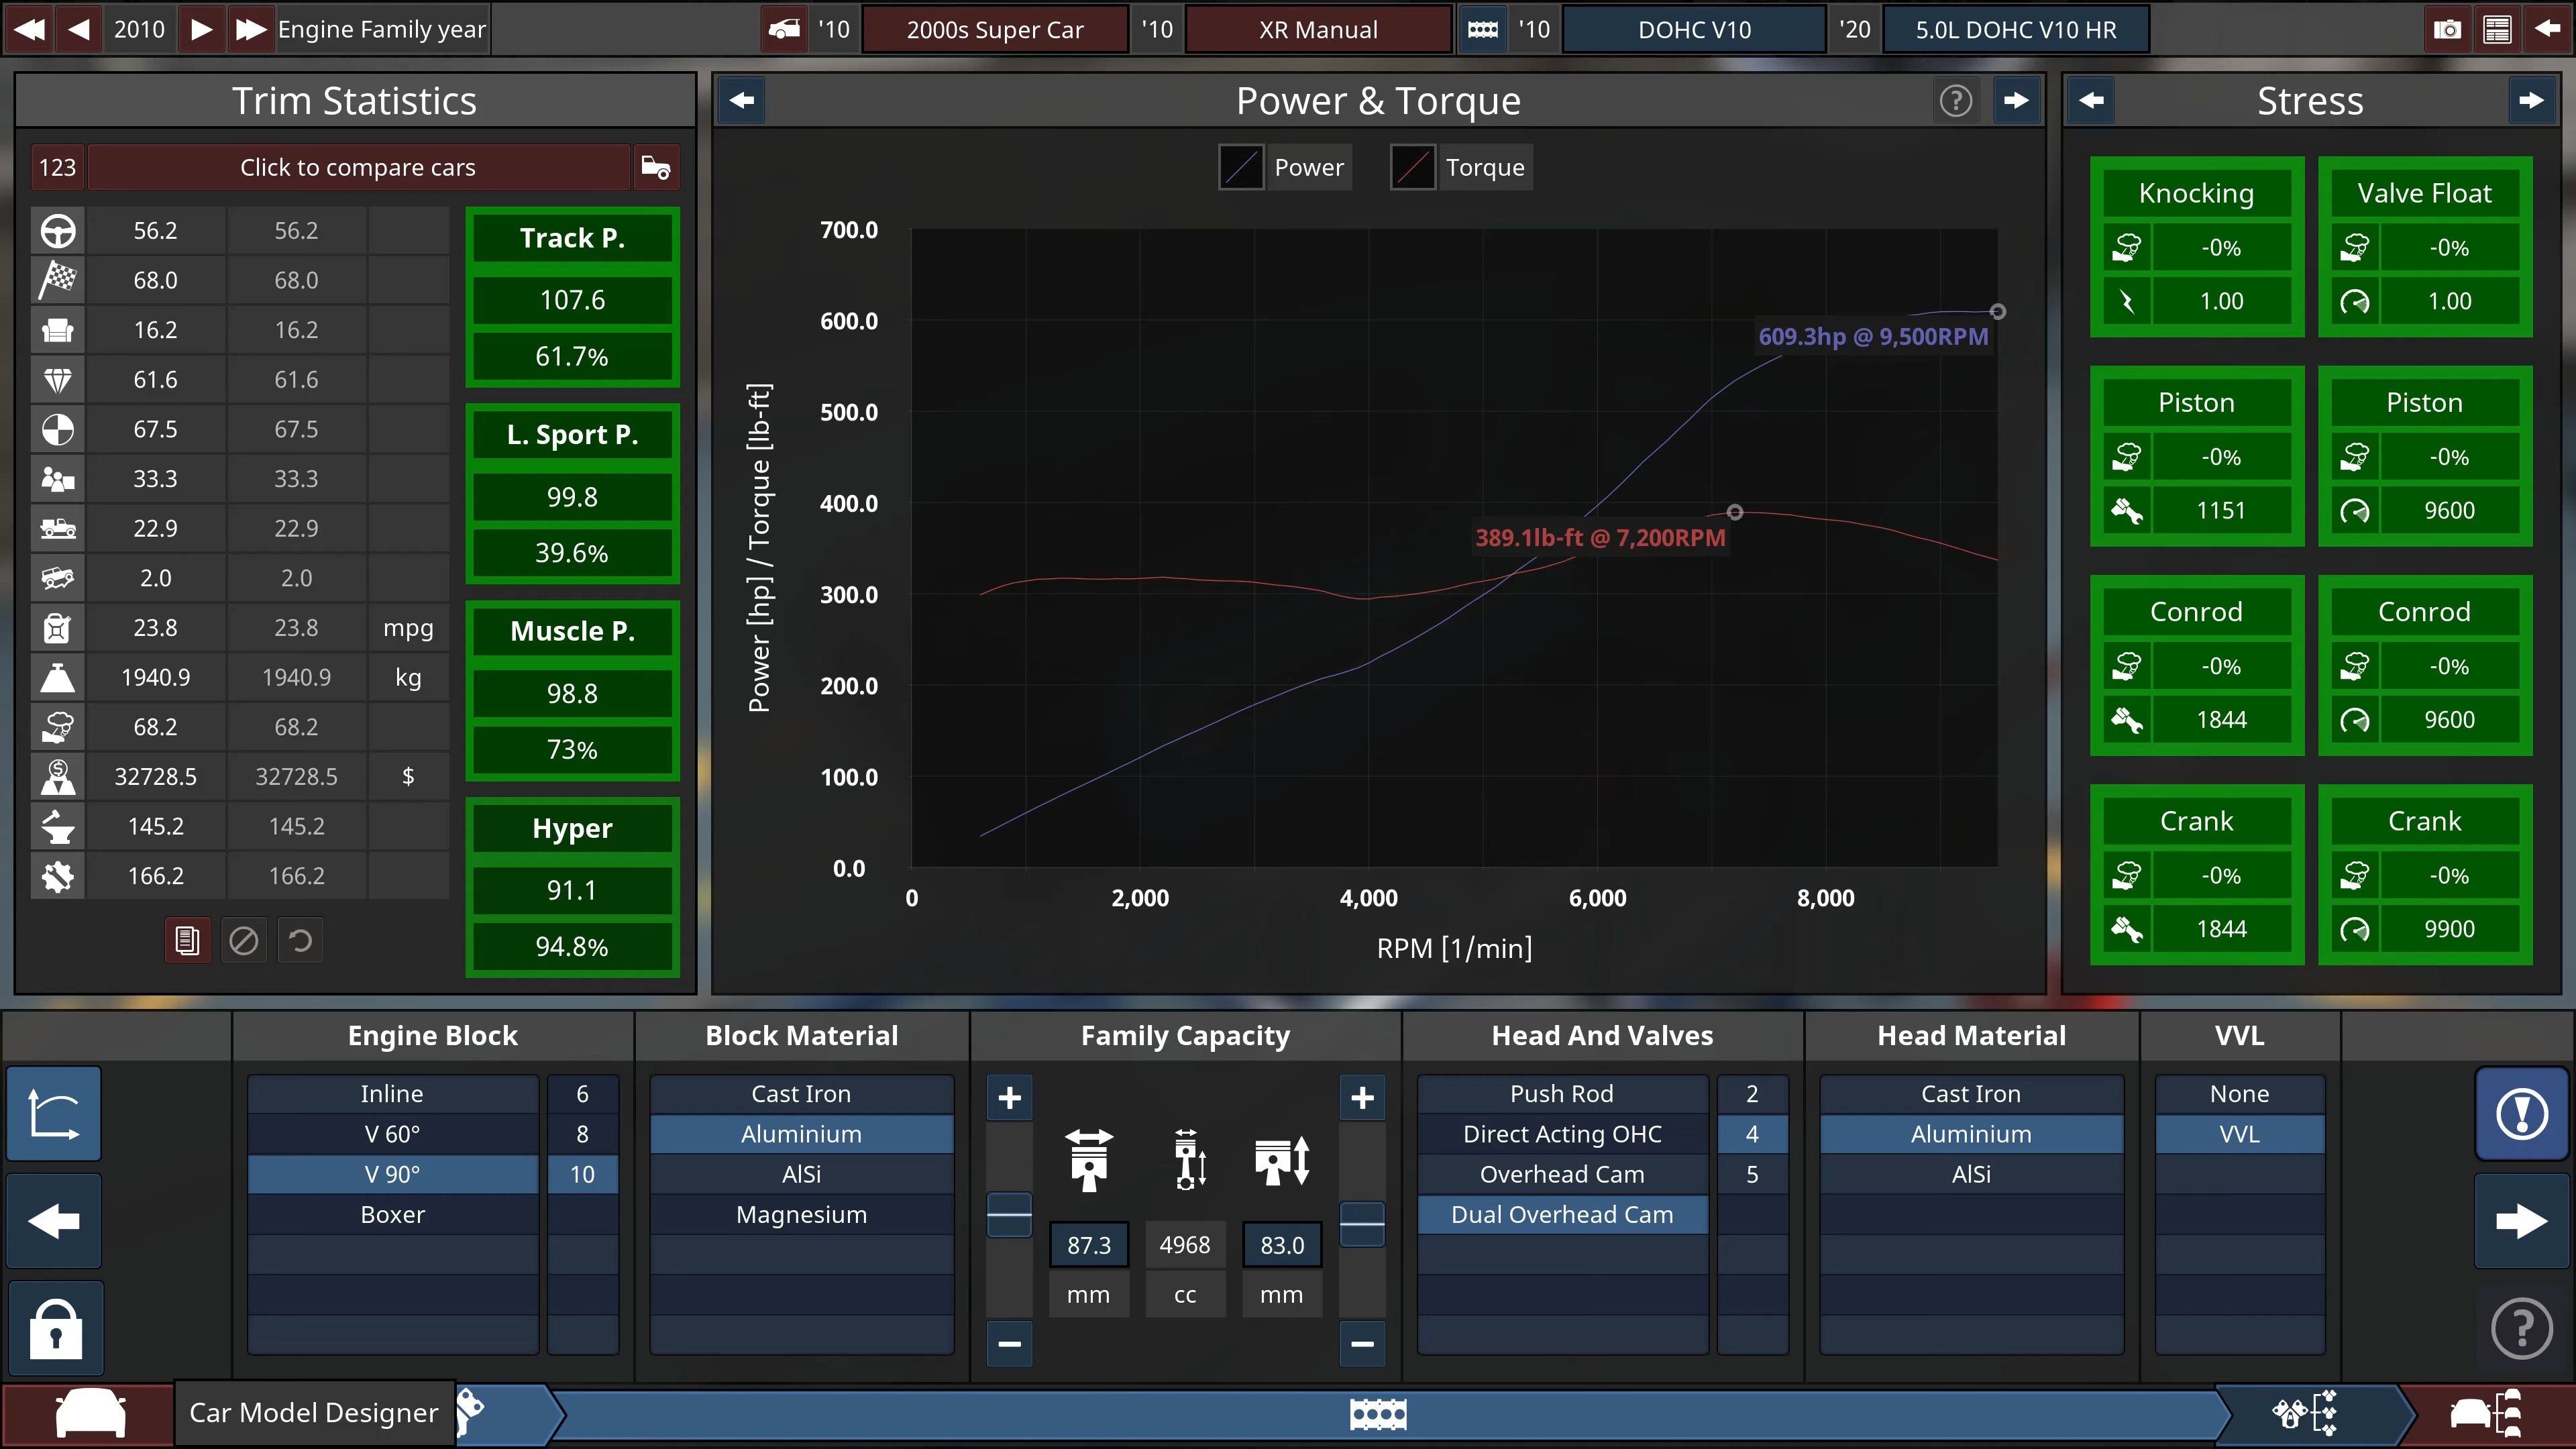 2010 Engine Family year '10 2000s Super Car '10 XR Manual '10 DOHC V10 '20 5.0L DOHC V10 HR
Trim Statistics
123 Click to compare cars
56.2 56.2
68.0 68.0
16.2 16.2
61.6 61.6
67.5 67.5
33.3 33.3
22.9 22.9
2.0 2.0
23.8 23.8 mpg
1940.9 1940.9 kg
68.2 68.2
32728.5 32728.5 $
145.2 145.2
166.2 166.2
Track P.
107.6
61.7%
L. Sport P.
99.8
39.6%
Muscle P.
98.8
73%
Hyper
91.1
94.8%
Power & Torque
?
Power Torque
Power [hp] / Torque [lb-ft]
700.0
600.0
500.0
400.0
300.0
200.0
100.0
0.0
609.3hp @ 9,500RPM
389.1lb-ft @ 7,200RPM
0 2,000 4,000 6,000 8,000
RPM [1/min]
Stress
Knocking
-0%
1.00
Valve Float
-0%
1.00
Piston
-0%
1151
Piston
-0%
9600
Conrod
-0%
1844
Conrod
-0%
9600
Crank
-0%
1844
Crank
-0%
9900
Engine Block
Inline 6
V 60° 8
V 90° 10
Boxer
Block Material
Cast Iron
Aluminium
AlSi
Magnesium
Family Capacity
+ +
87.3 4968 83.0
mm cc mm
− −
Head And Valves
Push Rod 2
Direct Acting OHC 4
Overhead Cam 5
Dual Overhead Cam
Head Material
Cast Iron
Aluminium
AlSi
VVL
None
VVL
!
?
Car Model Designer